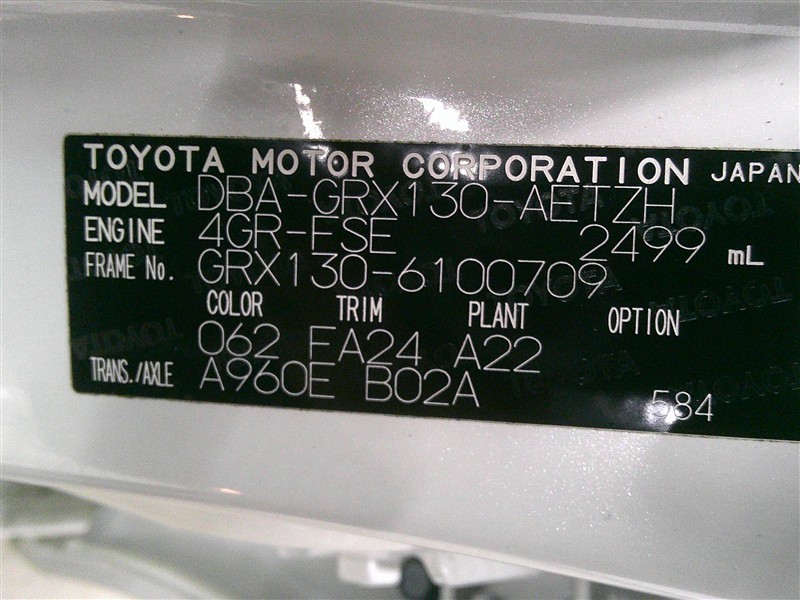 TOYOTA MOTOR CORPORATION JAPAN
MODEL DBA-GRX130-AETZH
ENGINE 4GR-FSE 2499 mL
FRAME No. GRX130-6100709
COLOR TRIM PLANT OPTION
062 FA24 A22
TRANS./AXLE A960E B02A 584